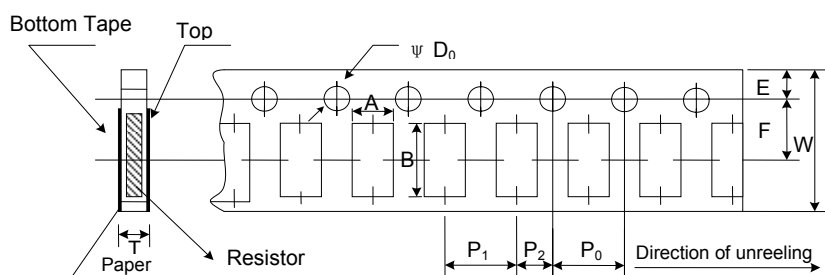 Bottom Tape
Top
ψ D₀
A
E
F
W
B
T
Paper
Resistor
P₁
P₂
P₀
Direction of unreeling